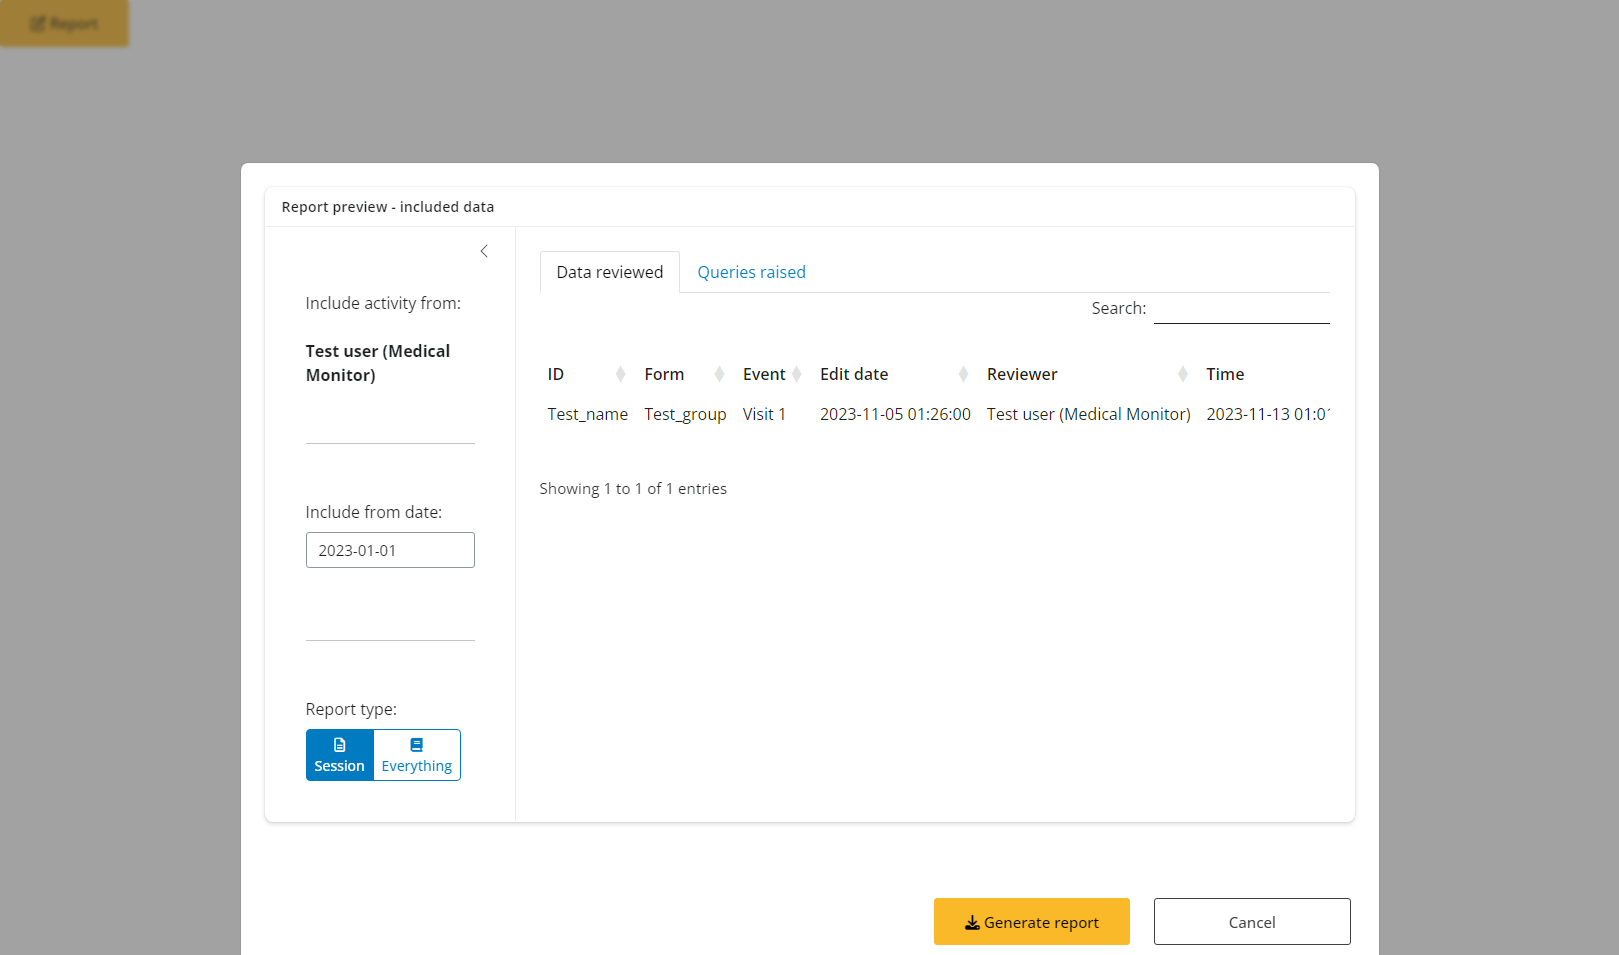 Report
Report preview - included data
Include activity from:
Test user (Medical
Monitor)
Include from date:
2023-01-01
Report type:
Session
Everything
Data reviewed
Queries raised
Search:
ID Form Event Edit date Reviewer Time
Test_name Test_group Visit 1 2023-11-05 01:26:00 Test user (Medical Monitor) 2023-11-13 01:01
Showing 1 to 1 of 1 entries
Generate report
Cancel